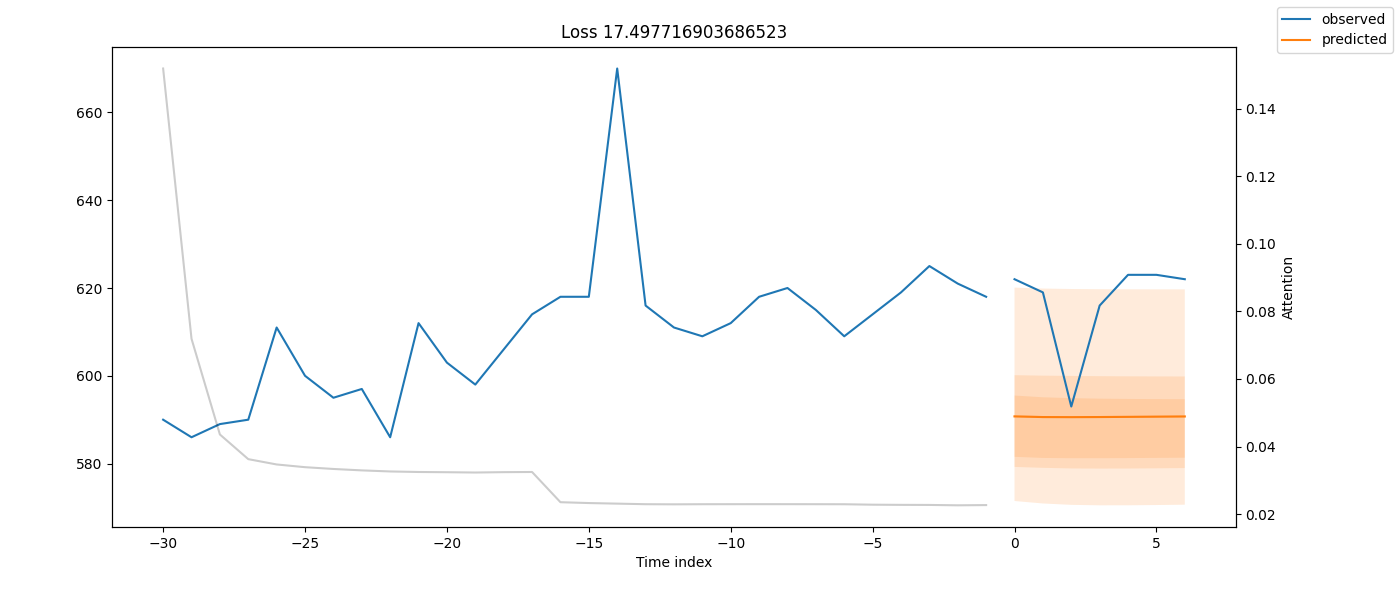 Loss 17.497716903686523
observed
predicted
660
640
620
600
580
0.14
0.12
0.10
0.08
0.06
0.04
0.02
Attention
−30 −25 −20 −15 −10 −5 0 5
Time index